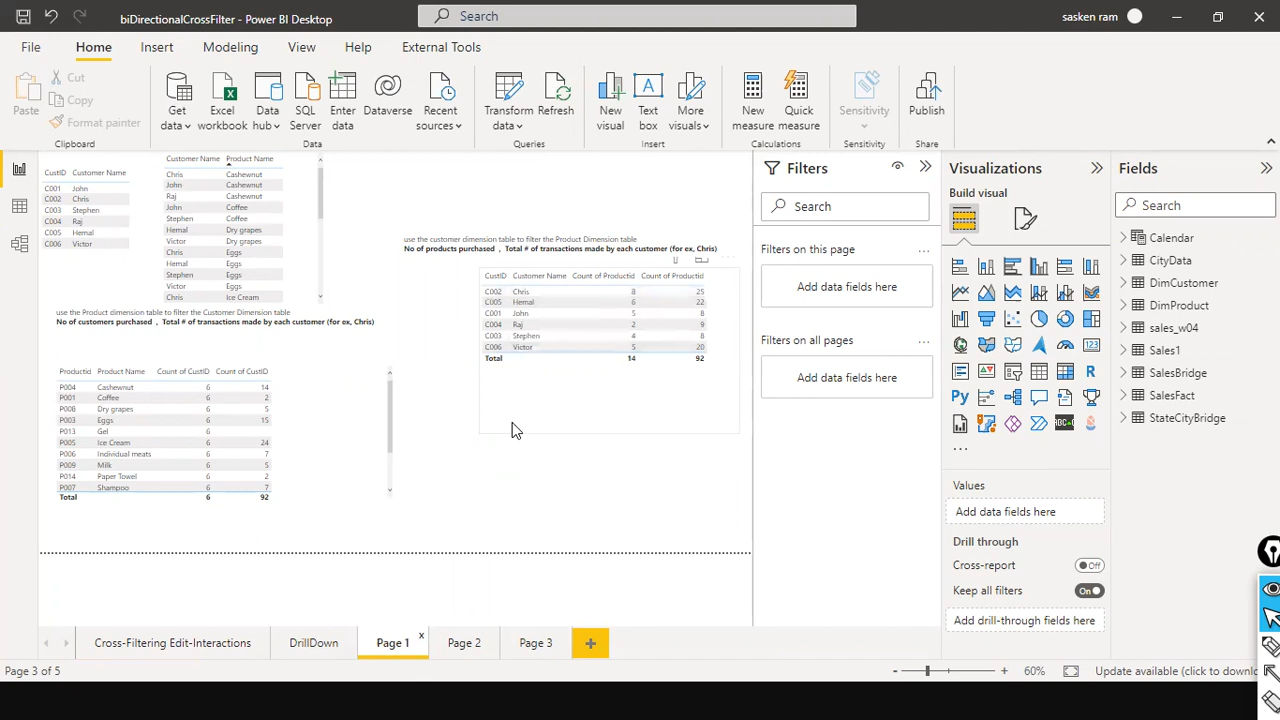 biDirectionalCrossFilter - Power BI Desktop
Search
sasken ram
File Home Insert Modeling View Help External Tools
Paste
Cut
Copy
Format painter
Clipboard
Get data
Excel workbook
Data hub
SQL Server
Enter data
Dataverse
Recent sources
Data
Transform data
Refresh
Queries
New visual
Text box
More visuals
Insert
New measure
Quick measure
Calculations
Sensitivity
Sensitivity
Publish
Share
CustID Customer Name
C001 John
C002 Chris
C003 Stephen
C004 Raj
C005 Hemal
C006 Victor
Customer Name Product Name
Chris Cashewnut
John Cashewnut
Raj Cashewnut
John Coffee
Stephen Coffee
Hemal Dry grapes
Victor Dry grapes
Chris Eggs
Hemal Eggs
Stephen Eggs
Victor Eggs
Chris Ice Cream
use the product dimension table to filter the Customer Dimension table
No of customers purchased , Total # of transactions made by each customer (for ex, Chris)
Productid Product Name Count of CustID Count of CustID
P004 Cashewnut 6 14
P001 Coffee 6 2
P008 Dry grapes 6 5
P003 Eggs 6 15
P013 Gel 6
P005 Ice Cream 6 24
P006 Individual meats 6 7
P009 Milk 6 5
P014 Paper Towel 6 2
P007 Shampoo 6 7
Total 6 92
use the customer dimension table to filter the Product Dimension table
No of products purchased , Total # of transactions made by each customer (for ex, Chris)
CustID Customer Name Count of Productid Count of Productid
C002 Chris 8 25
C005 Hemal 6 22
C001 John 5 8
C004 Raj 2 9
C003 Stephen 4 8
C006 Victor 5 20
Total 14 92
Filters
Search
Filters on this page ...
Add data fields here
Filters on all pages ...
Add data fields here
Visualizations
Build visual
R
Py
123
ABC
...
Values
Add data fields here
Drill through
Cross-report Off
Keep all filters On
Add drill-through fields here
Fields
Search
Calendar
CityData
DimCustomer
DimProduct
sales_w04
Sales1
SalesBridge
SalesFact
StateCityBridge
Cross-Filtering Edit-Interactions DrillDown Page 1 x Page 2 Page 3 +
Page 3 of 5
- + 60%
Update available (click to downlo